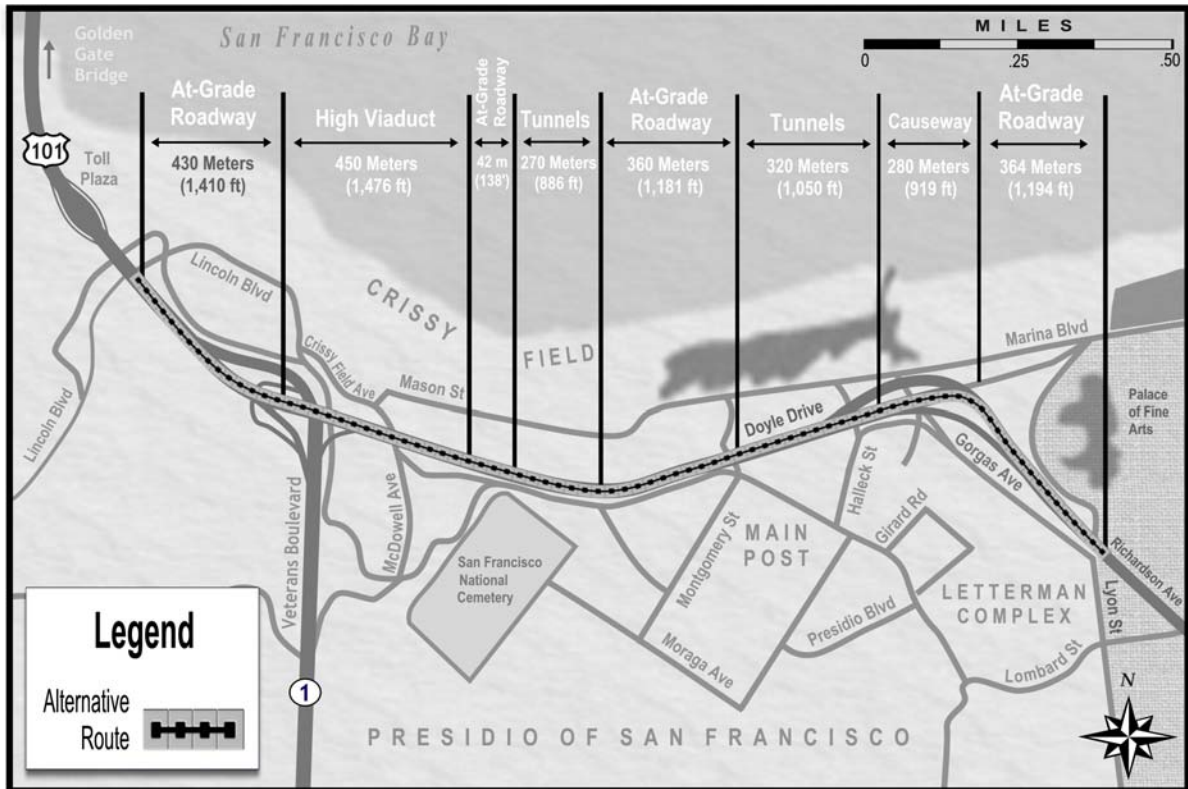 Golden
Gate
Bridge
San Francisco Bay
MILES
0 .25 .50
At-Grade
Roadway
430 Meters
(1,410 ft)
High Viaduct
450 Meters
(1,476 ft)
At-Grade
Roadway
42 m
(138')
Tunnels
270 Meters
(886 ft)
At-Grade
Roadway
360 Meters
(1,181 ft)
Tunnels
320 Meters
(1,050 ft)
Causeway
280 Meters
(919 ft)
At-Grade
Roadway
364 Meters
(1,194 ft)
101
Toll
Plaza
Lincoln Blvd
CRISSY
FIELD
Crissy Field Ave
Mason St
Marina Blvd
Lincoln Blvd
Doyle Drive
Palace
of Fine
Arts
Halleck St
Gorgas Ave
Veterans Boulevard
McDowell Ave
San Francisco
National
Cemetery
Montgomery St
MAIN
POST
Girard Rd
Richardson Ave
LETTERMAN
COMPLEX
Lyon St
Presidio Blvd
Moraga Ave
Lombard St
Legend
Alternative
Route
1
PRESIDIO OF SAN FRANCISCO
N